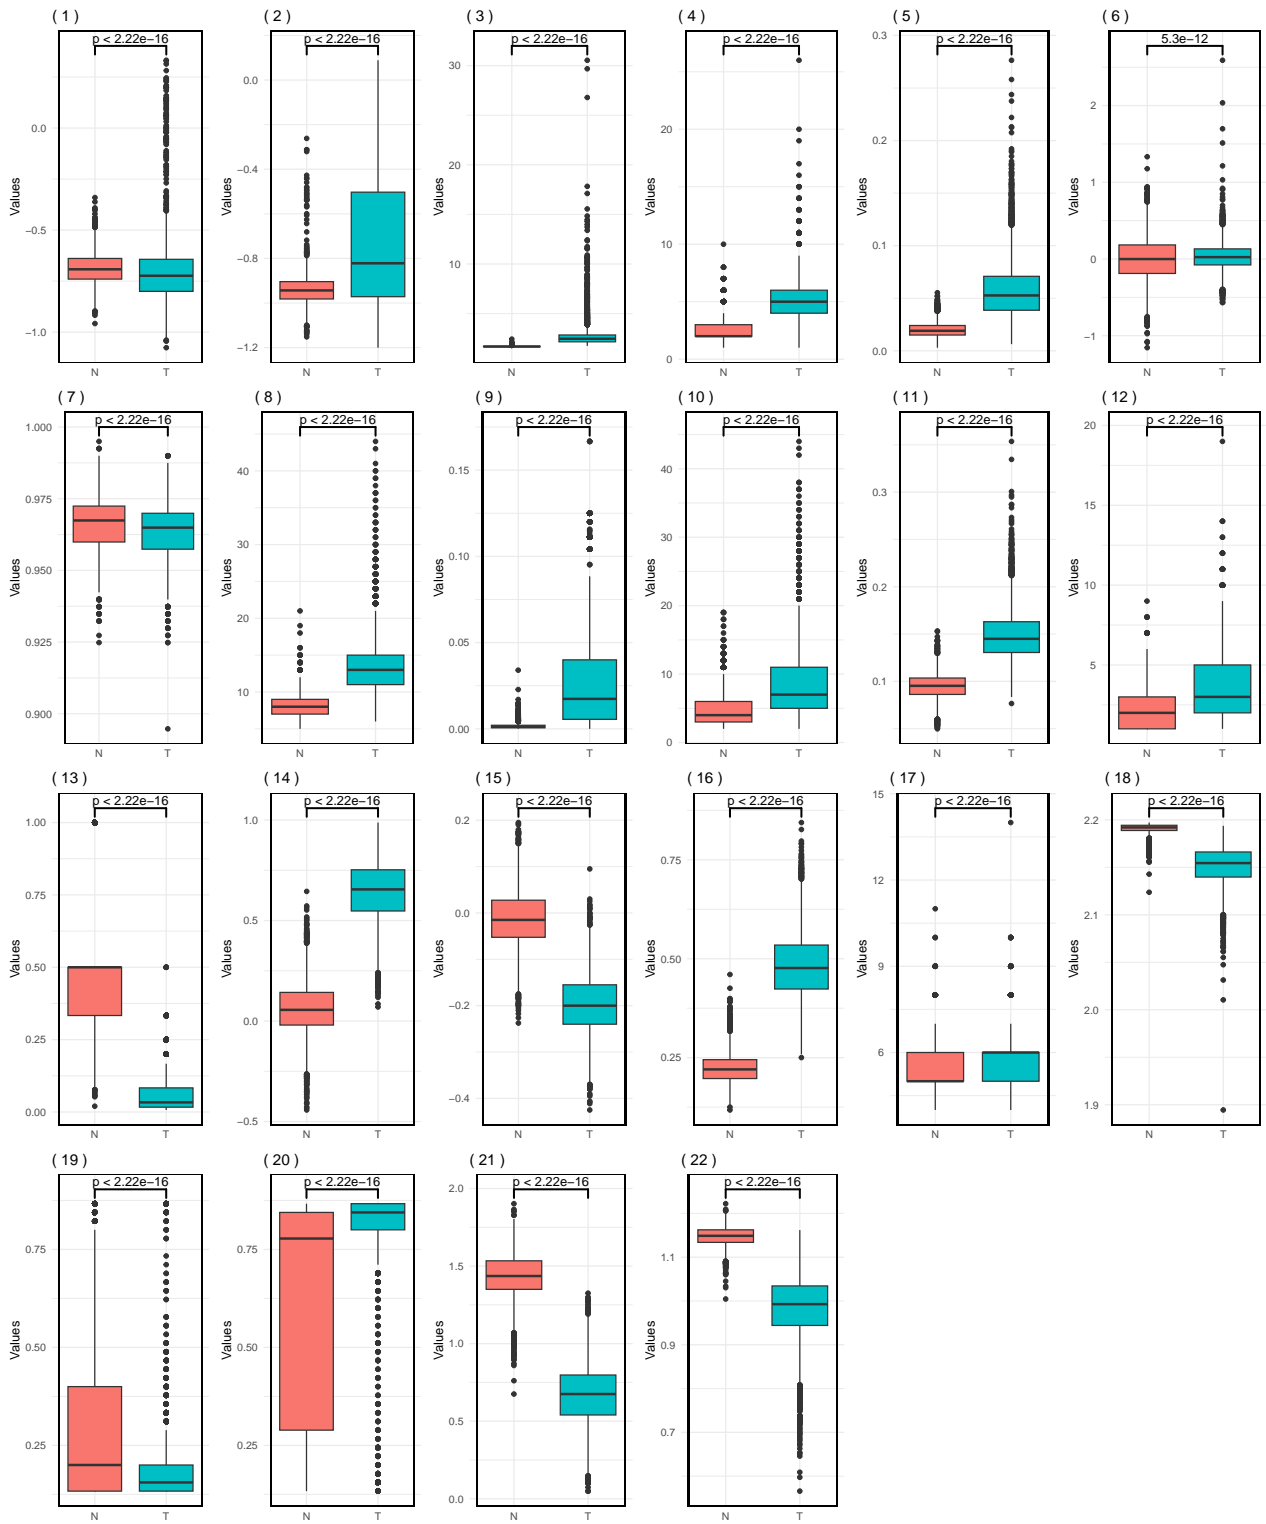 ( 1 ) ( 2 ) ( 3 ) ( 4 ) ( 5 ) ( 6 )
p < 2.22e−16 p < 2.22e−16 p < 2.22e−16 p < 2.22e−16 p < 2.22e−16 5.3e−12
Values Values Values Values Values Values
0.0 −0.5 −1.0
0.0 −0.4 −0.8 −1.2
30 20 10
20 10 0
0.3 0.2 0.1 0.0
2 1 0 −1
N T N T N T N T N T N T
( 7 ) ( 8 ) ( 9 ) ( 10 ) ( 11 ) ( 12 )
p < 2.22e−16 p < 2.22e−16 p < 2.22e−16 p < 2.22e−16 p < 2.22e−16 p < 2.22e−16
Values Values Values Values Values Values
1.000 0.975 0.950 0.925 0.900
40 30 20 10
0.15 0.10 0.05 0.00
40 30 20 10 0
0.3 0.2 0.1
20 15 10 5
N T N T N T N T N T N T
( 13 ) ( 14 ) ( 15 ) ( 16 ) ( 17 ) ( 18 )
p < 2.22e−16 p < 2.22e−16 p < 2.22e−16 p < 2.22e−16 p < 2.22e−16 p < 2.22e−16
Values Values Values Values Values Values
1.00 0.75 0.50 0.25 0.00
1.0 0.5 0.0 −0.5
0.2 0.0 −0.2 −0.4
0.75 0.50 0.25
15 12 9 6
2.2 2.1 2.0 1.9
N T N T N T N T N T N T
( 19 ) ( 20 ) ( 21 ) ( 22 )
p < 2.22e−16 p < 2.22e−16 p < 2.22e−16 p < 2.22e−16
Values Values Values Values
0.75 0.50 0.25
0.75 0.50 0.25
2.0 1.5 1.0 0.5 0.0
1.1 0.9 0.7
N T N T N T N T